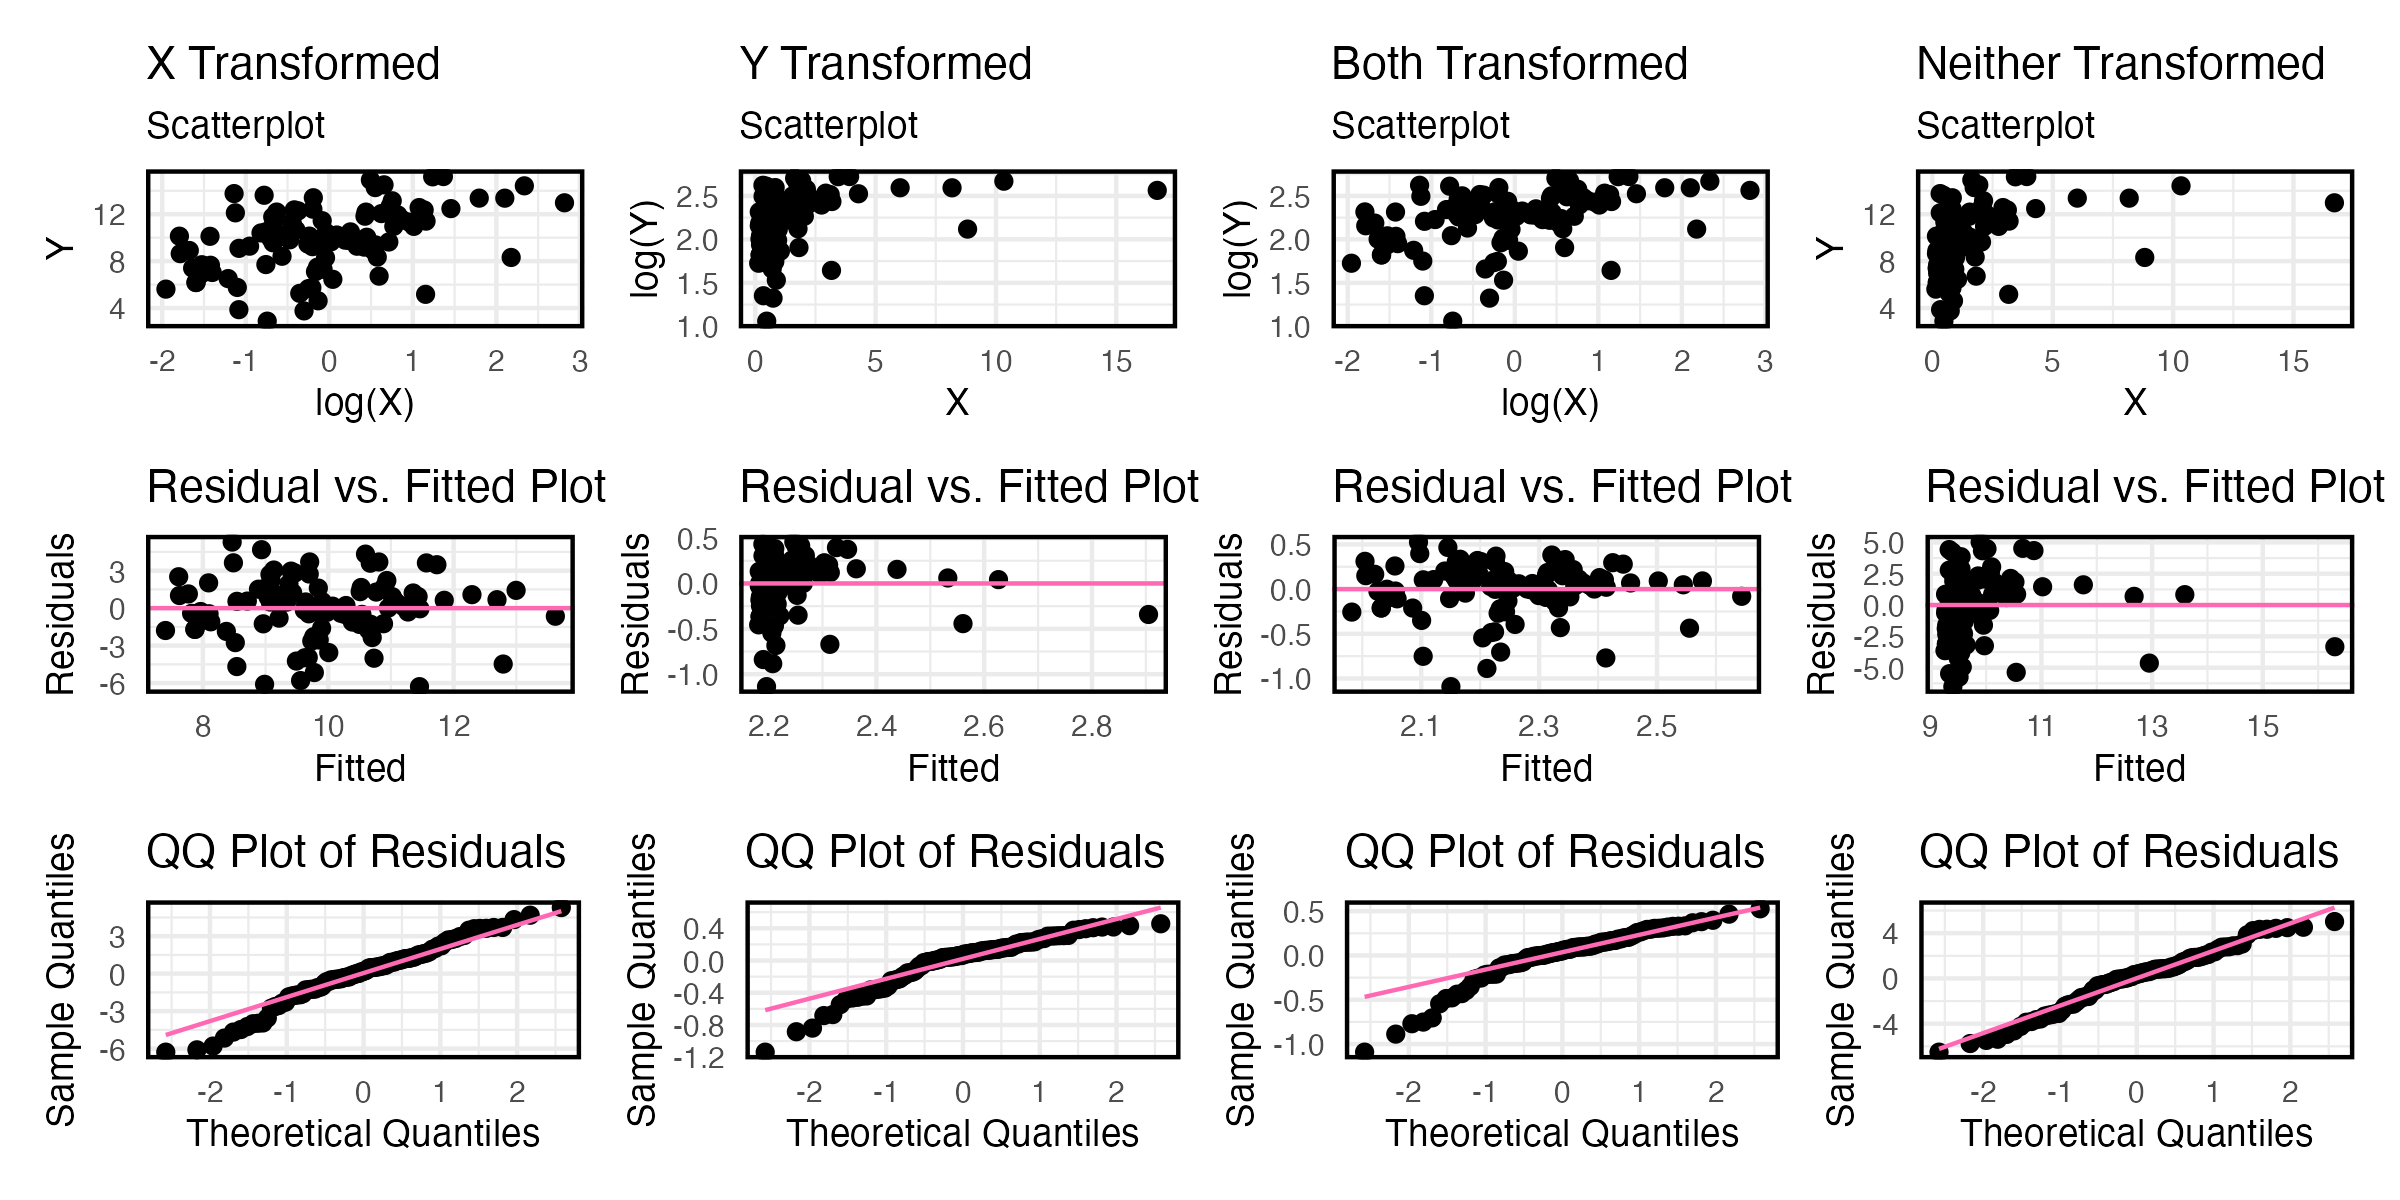 X Transformed
Y Transformed
Both Transformed
Neither Transformed
Scatterplot
Scatterplot
Scatterplot
Scatterplot
Y
12
8
4
-2 -1 0 1 2 3
log(X)
log(Y)
2.5
2.0
1.5
1.0
0 5 10 15
X
log(Y)
2.5
2.0
1.5
1.0
-2 -1 0 1 2 3
log(X)
Y
12
8
4
0 5 10 15
X
Residual vs. Fitted Plot
Residual vs. Fitted Plot
Residual vs. Fitted Plot
Residual vs. Fitted Plot
Residuals
3
0
-3
-6
8 10 12
Fitted
Residuals
0.5
0.0
-0.5
-1.0
2.2 2.4 2.6 2.8
Fitted
Residuals
0.5
0.0
-0.5
-1.0
2.1 2.3 2.5
Fitted
Residuals
5.0
2.5
0.0
-2.5
-5.0
9 11 13 15
Fitted
QQ Plot of Residuals
QQ Plot of Residuals
QQ Plot of Residuals
QQ Plot of Residuals
Sample Quantiles
3
0
-3
-6
-2 -1 0 1 2
Theoretical Quantiles
Sample Quantiles
0.4
0.0
-0.4
-0.8
-1.2
-2 -1 0 1 2
Theoretical Quantiles
Sample Quantiles
0.5
0.0
-0.5
-1.0
-2 -1 0 1 2
Theoretical Quantiles
Sample Quantiles
4
0
-4
-2 -1 0 1 2
Theoretical Quantiles